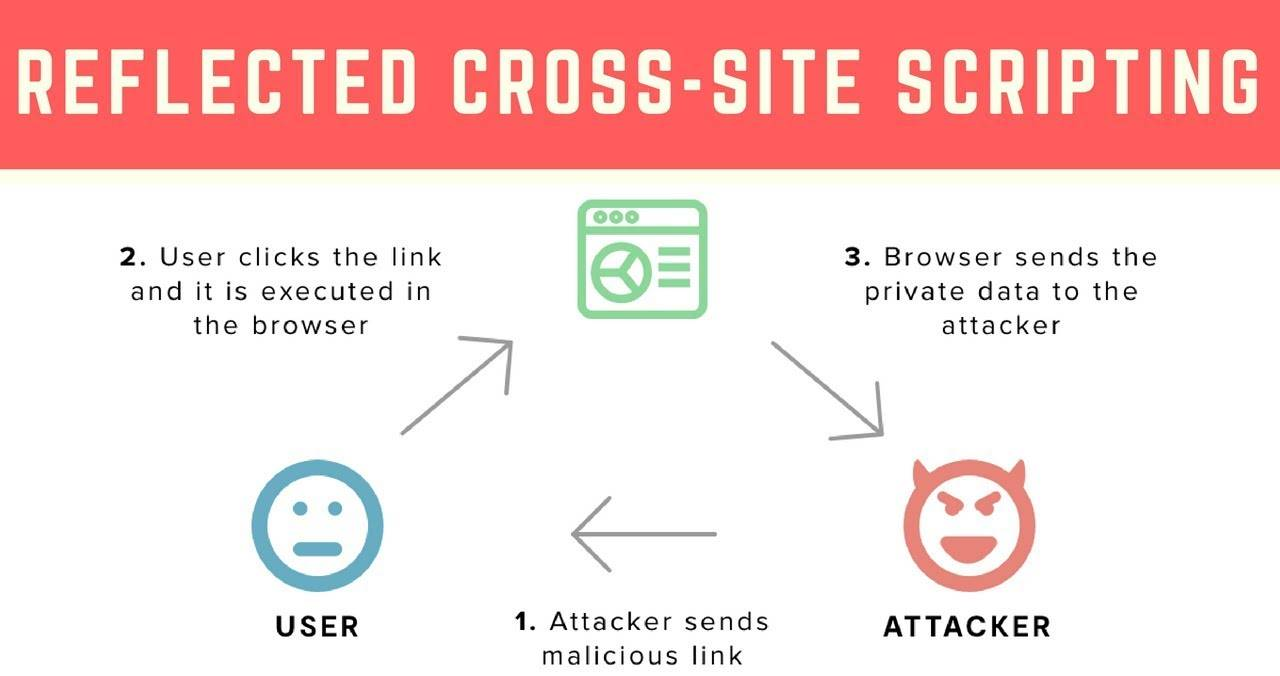 REFLECTED CROSS-SITE SCRIPTING
2. User clicks the link
and it is executed in
the browser
3. Browser sends the
private data to the
attacker
USER
1. Attacker sends
malicious link
ATTACKER